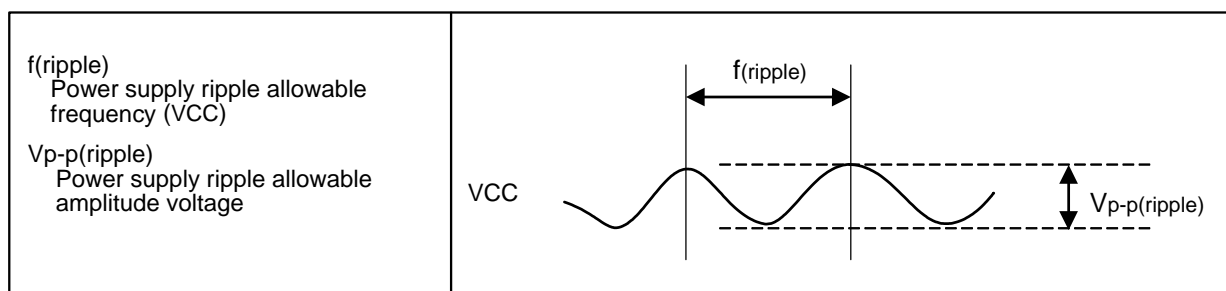 f(ripple)
Power supply ripple allowable
frequency (VCC)
Vp-p(ripple)
Power supply ripple allowable
amplitude voltage
f(ripple)
VCC
Vp-p(ripple)